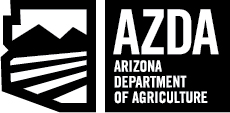 AZDA
ARIZONA
DEPARTMENT
OF AGRICULTURE